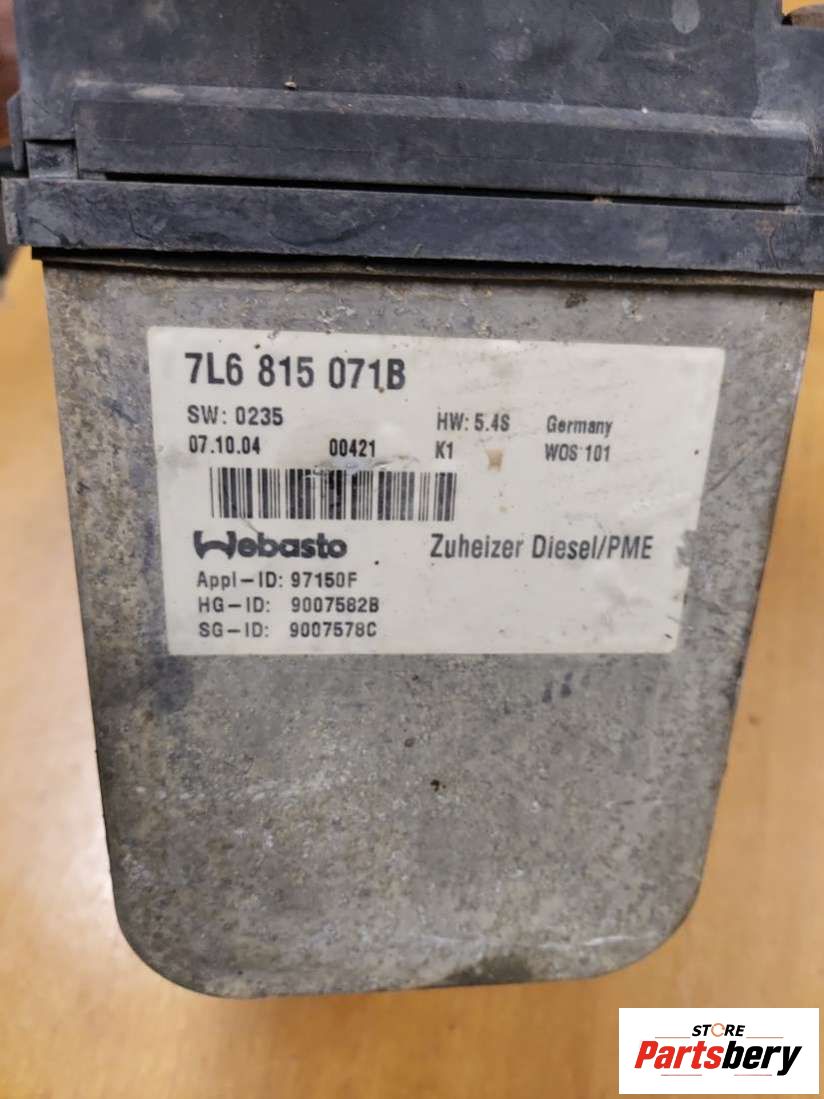 7L6 815 071B
SW: 0235 HW: 5.4S Germany
07.10.04 00421 K1 WOS 101
Webasto Zuheizer Diesel/PME
Appl-ID: 97150F
HG-ID: 9007582B
SG-ID: 9007578C
STORE
Partsbery